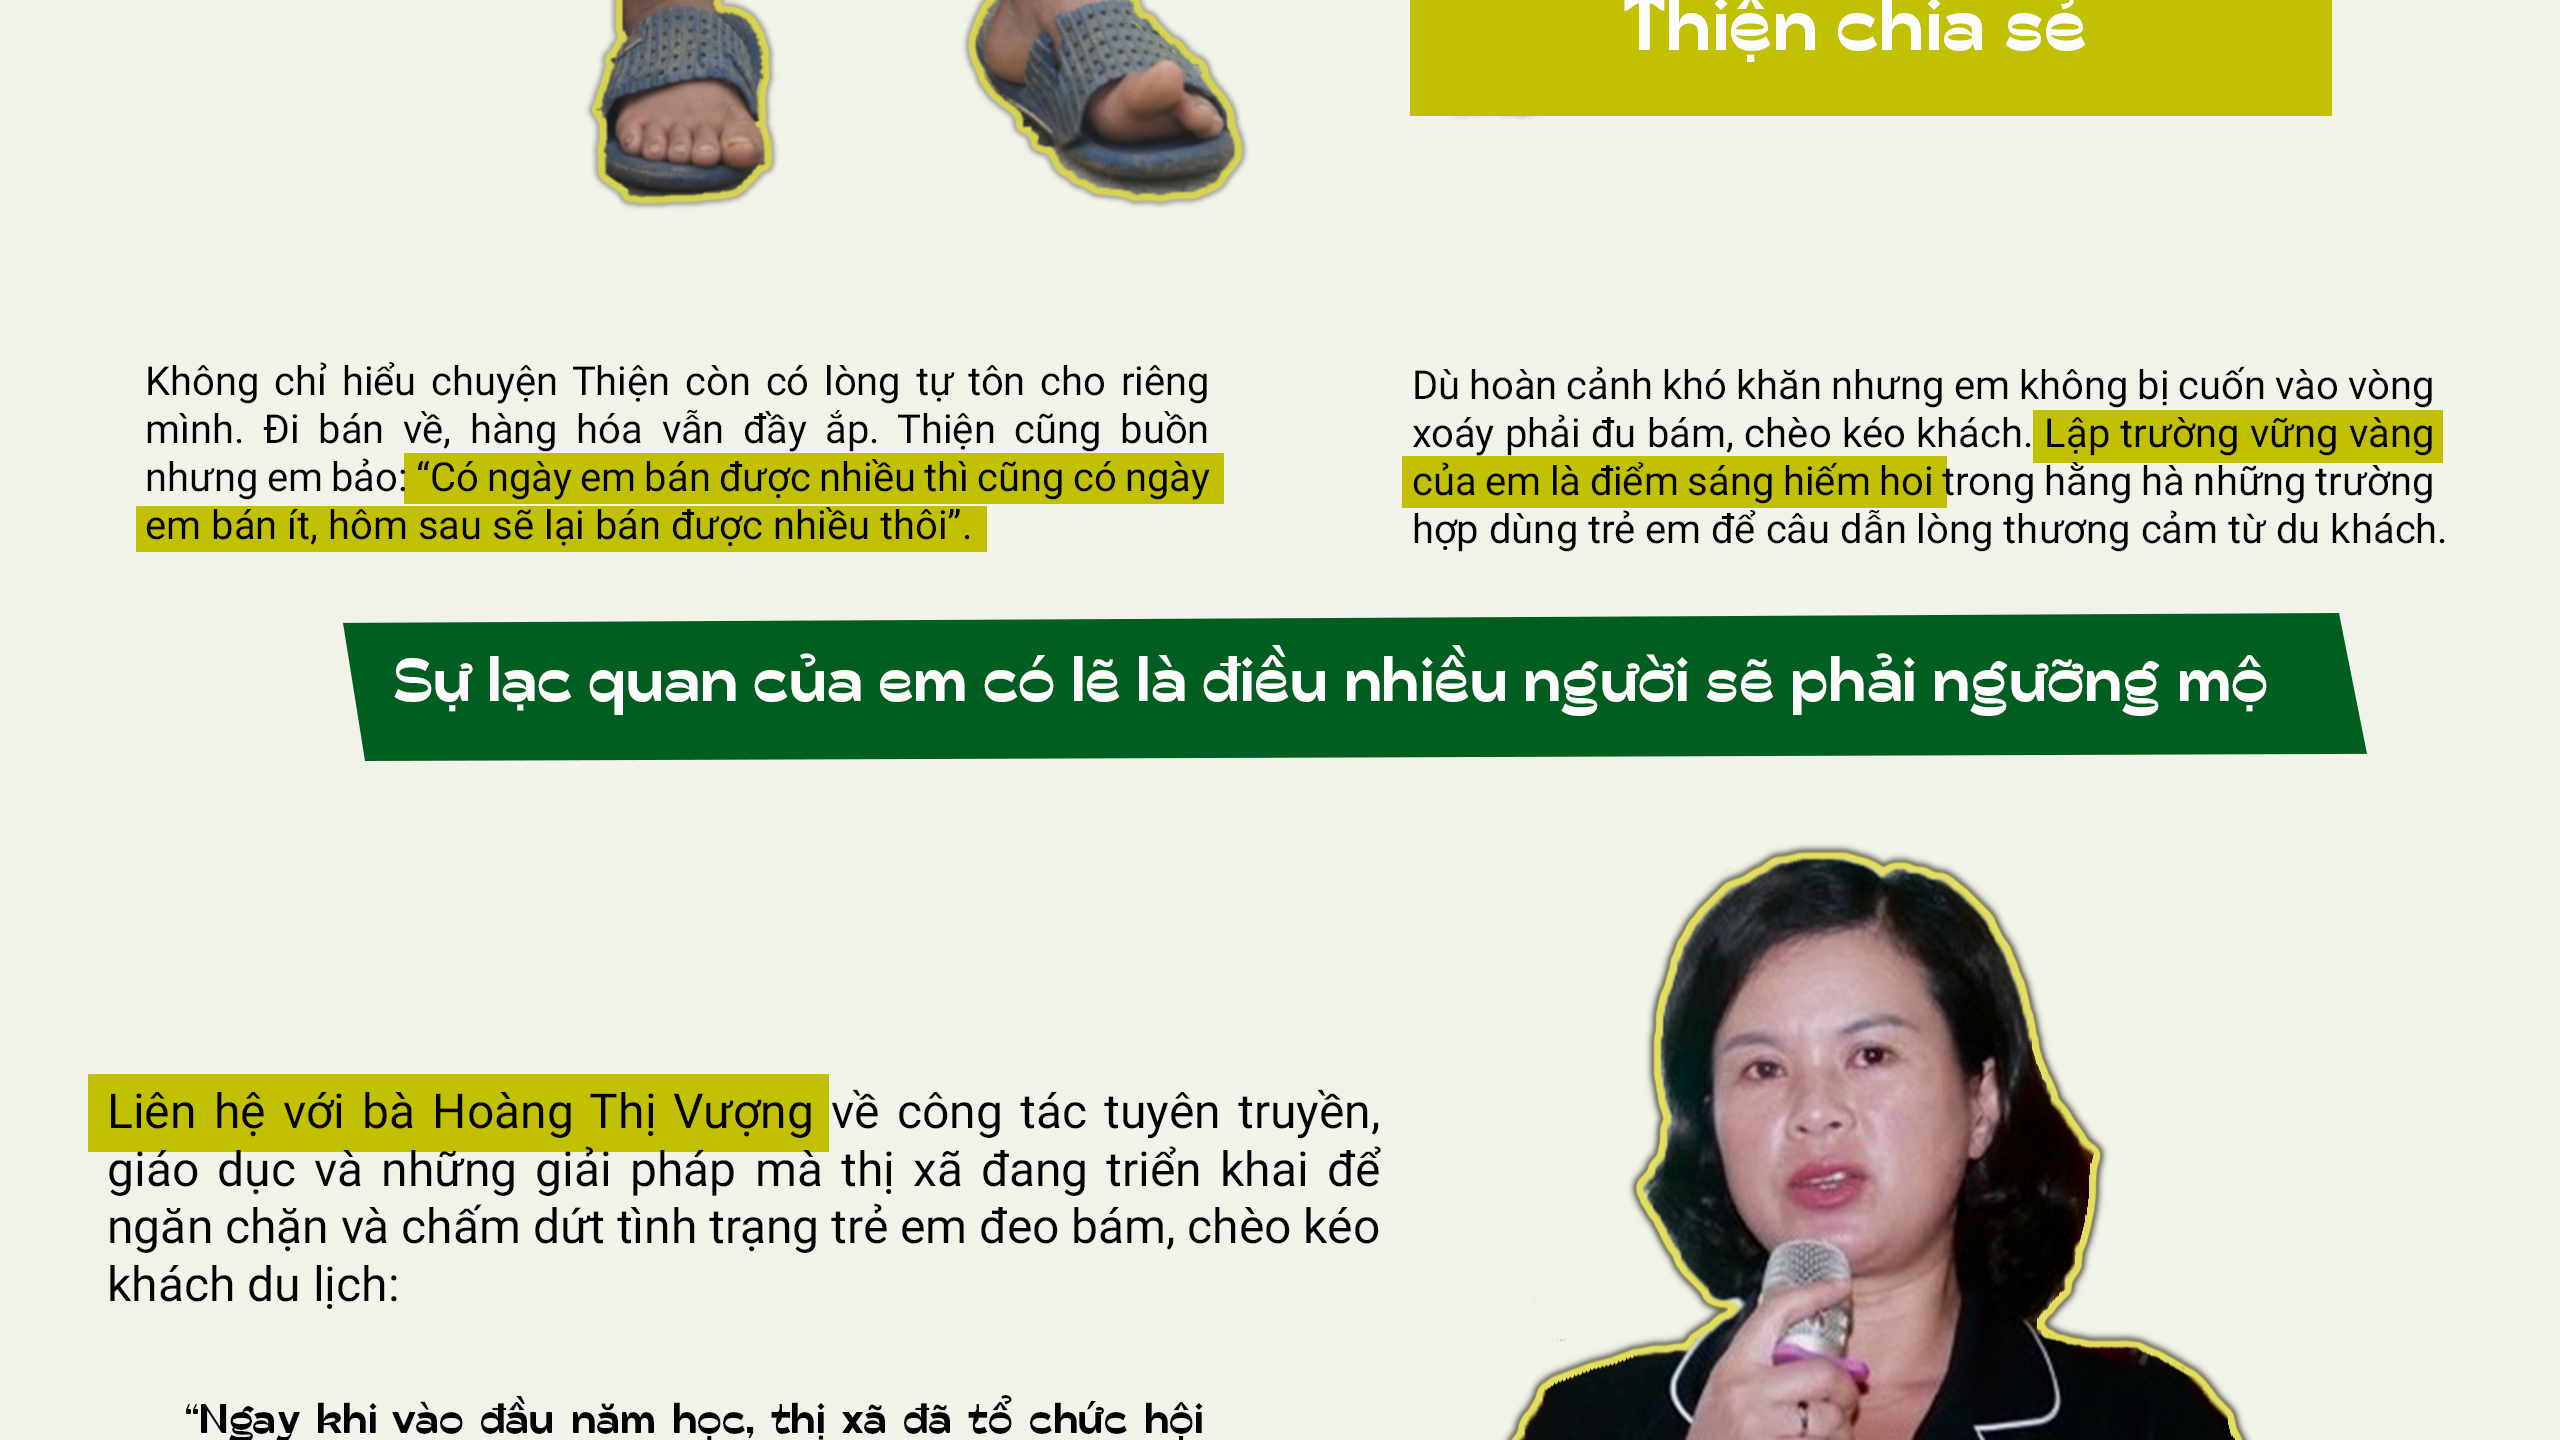 Thiện chia sẻ
Không chỉ hiểu chuyện Thiện còn có lòng tự tôn cho riêng
mình. Đi bán về, hàng hóa vẫn đầy ắp. Thiện cũng buồn
nhưng em bảo: “Có ngày em bán được nhiều thì cũng có ngày
em bán ít, hôm sau sẽ lại bán được nhiều thôi”.
Dù hoàn cảnh khó khăn nhưng em không bị cuốn vào vòng
xoáy phải đu bám, chèo kéo khách. Lập trường vững vàng
của em là điểm sáng hiếm hoi trong hằng hà những trường
hợp dùng trẻ em để câu dẫn lòng thương cảm từ du khách.
Sự lạc quan của em có lẽ là điều nhiều người sẽ phải ngưỡng mộ
Liên hệ với bà Hoàng Thị Vượng về công tác tuyên truyền,
giáo dục và những giải pháp mà thị xã đang triển khai để
ngăn chặn và chấm dứt tình trạng trẻ em đeo bám, chèo kéo
khách du lịch:
“Ngay khi vào đầu năm học, thị xã đã tổ chức hội